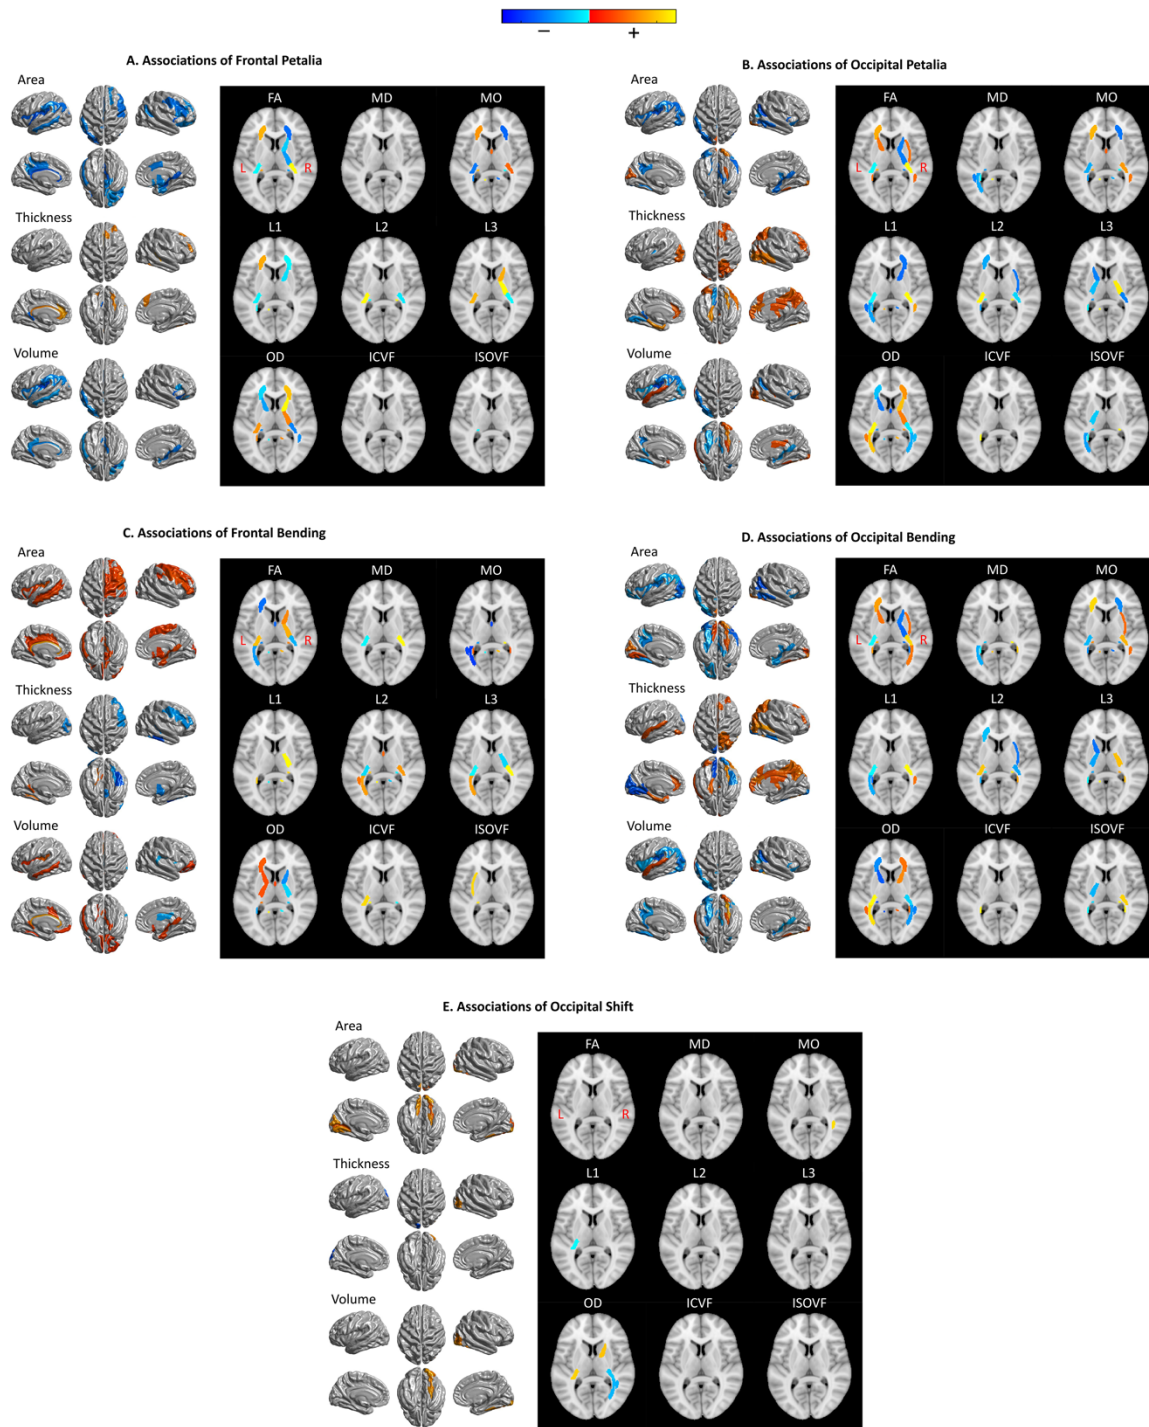 − +
A. Associations of Frontal Petalia
Area
FA MD MO
L R
Thickness
L1 L2 L3
Volume
OD ICVF ISOVF
B. Associations of Occipital Petalia
Area
FA MD MO
L R
Thickness
L1 L2 L3
Volume
OD ICVF ISOVF
C. Associations of Frontal Bending
Area
FA MD MO
L R
Thickness
L1 L2 L3
Volume
OD ICVF ISOVF
D. Associations of Occipital Bending
Area
FA MD MO
L R
Thickness
L1 L2 L3
Volume
OD ICVF ISOVF
E. Associations of Occipital Shift
Area
FA MD MO
L R
Thickness
L1 L2 L3
Volume
OD ICVF ISOVF